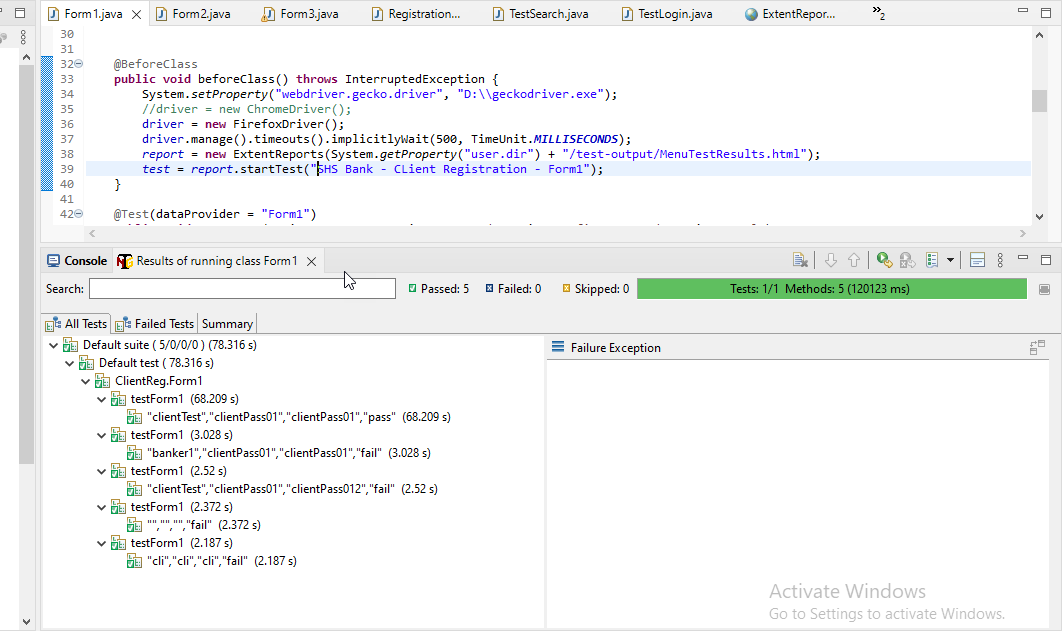 Form1.java Form2.java Form3.java Registration... TestSearch.java TestLogin.java ExtentRepor... »2
30
31
32 @BeforeClass
33 public void beforeClass() throws InterruptedException {
34 System.setProperty("webdriver.gecko.driver", "D:\\geckodriver.exe");
35 //driver = new ChromeDriver();
36 driver = new FirefoxDriver();
37 driver.manage().timeouts().implicitlyWait(500, TimeUnit.MILLISECONDS);
38 report = new ExtentReports(System.getProperty("user.dir") + "/test-output/MenuTestResults.html");
39 test = report.startTest("SHS Bank - CLient Registration - Form1");
40 }
41
42 @Test(dataProvider = "Form1")
Console Results of running class Form1
Search: Passed: 5 Failed: 0 Skipped: 0 Tests: 1/1 Methods: 5 (120123 ms)
All Tests Failed Tests Summary
Default suite ( 5/0/0/0 ) (78.316 s)
Failure Exception
Default test ( 78.316 s)
ClientReg.Form1
testForm1 (68.209 s)
"clientTest","clientPass01","clientPass01","pass" (68.209 s)
testForm1 (3.028 s)
"banker1","clientPass01","clientPass01","fail" (3.028 s)
testForm1 (2.52 s)
"clientTest","clientPass01","clientPass012","fail" (2.52 s)
testForm1 (2.372 s)
"","","","fail" (2.372 s)
testForm1 (2.187 s)
"cli","cli","cli","fail" (2.187 s)
Activate Windows
Go to Settings to activate Windows.